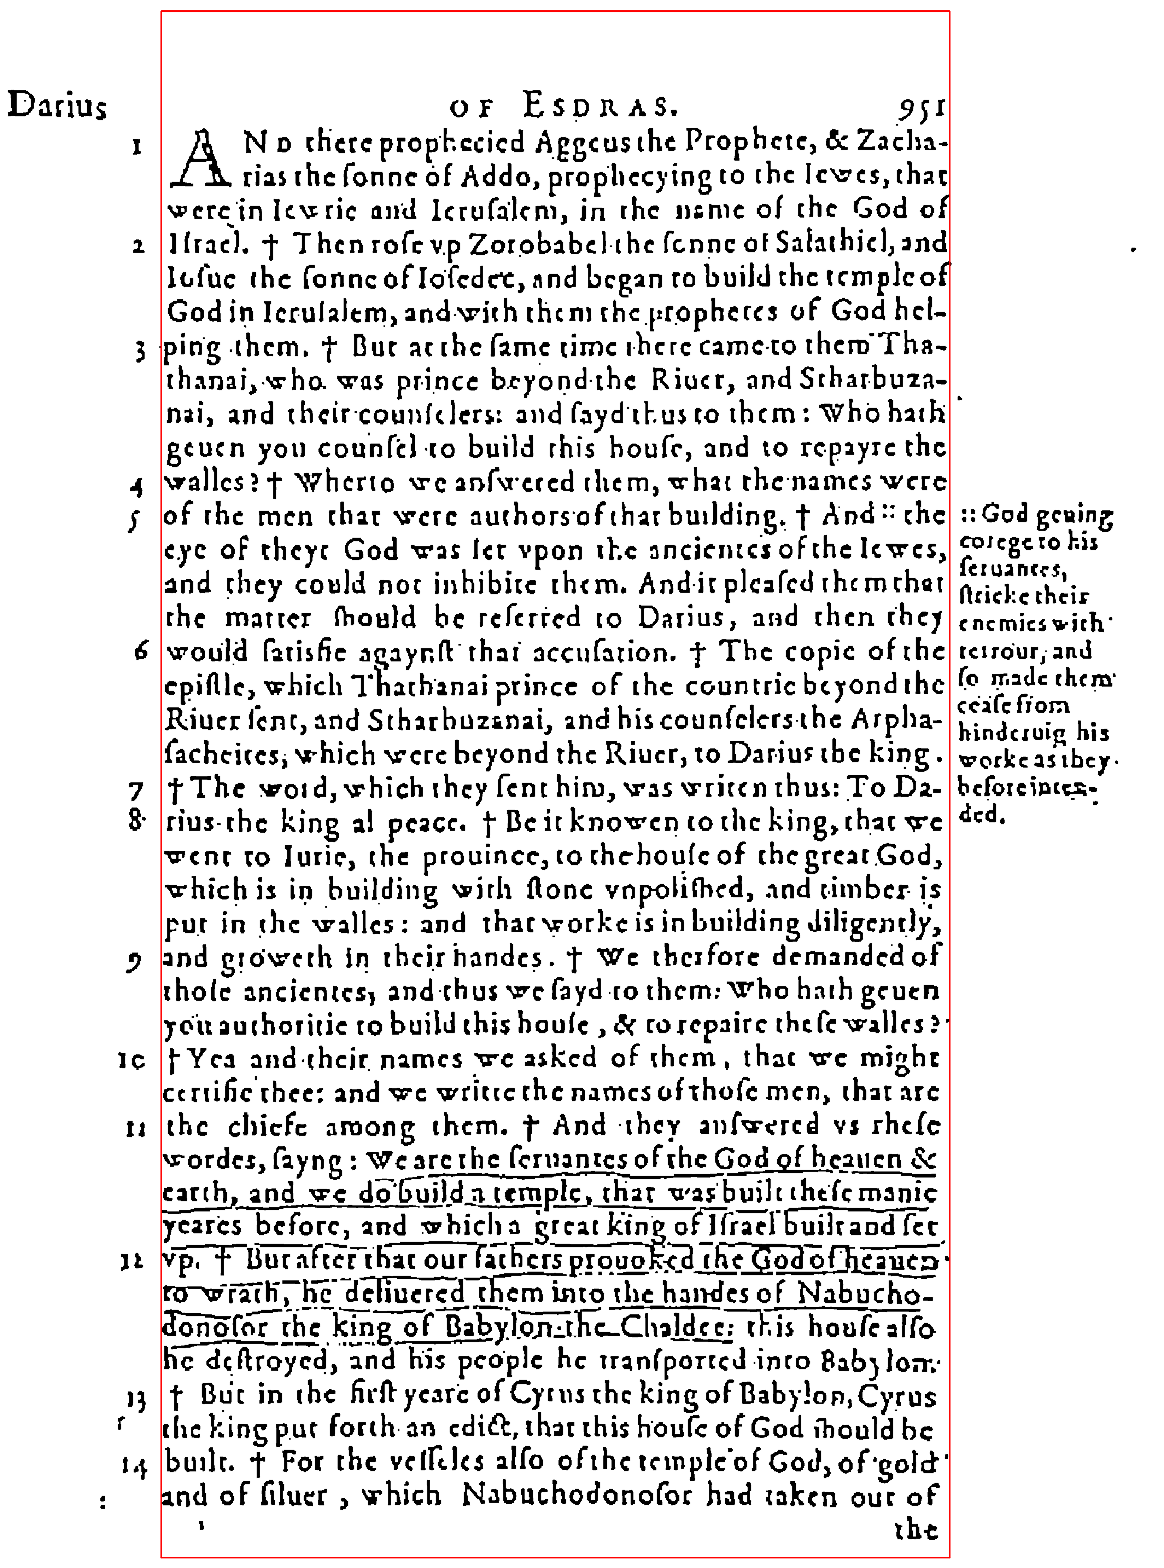 Darius
OF ESDRAS. 951
1 AND there prophecied Aggeus the Prophete, & Zacha-
rias the ſonne of Addo, prophecying to the Iewes, that
were in Iewrie and Ieruſalem, in the name of the God of
2 Iſrael. † Then roſe vp Zorobabel the ſonne of Salathiel, and
Ioſue the ſonne of Ioſedec, and began to build the temple of
God in Ieruſalem, and with them the prophetes of God hel-
3 ping them. † But at the ſame time there came to them Tha-
thanai, who was prince beyond the Riuer, and Stharbuza-
nai, and their counſelers: and ſayd thus to them: Who hath
geuen you counſel to build this houſe, and to repayre the
4 walles? † Wherto we anſwered them, what the names were
5 of the men that were authors of that building. † And :: the
eye of theyr God was ſet vpon the ancientes of the Iewes,
and they could not inhibite them. And it pleaſed them that
the matter ſhould be referred to Darius, and then they
6 would ſatisfie agaynſt that accuſation. † The copie of the
epiſtle, which Thathanai prince of the countrie beyond the
Riuer ſent, and Stharbuzanai, and his counſelers the Arpha-
ſacheites, which were beyond the Riuer, to Darius the king.
7 † The word, which they ſent him, was writen thus: To Da-
8 rius the king al peace. † Be it knowen to the king, that we
went to Iurie, the prouince, to the houſe of the great God,
which is in building with ſtone vnpoliſhed, and timber is
put in the walles: and that worke is in building diligently,
9 and groweth in their handes. † We therfore demanded of
thoſe ancientes, and thus we ſayd to them: Who hath geuen
you authoritie to build this houſe, & to repaire theſe walles?
10 † Yea and their names we asked of them, that we might
certifie thee: and we writte the names of thoſe men, that are
11 the chiefe among them. † And they anſwered vs theſe
wordes, ſayng: We are the ſeruantes of the God of heauen &
earth, and we do build a temple, that was built theſe manie
yeares before, and which a great king of Iſrael built and ſet
12 vp. † But after that our fathers prouoked the God of heauen
to wrath, he deliuered them into the handes of Nabucho-
donoſor the king of Babylon the Chaldee: this houſe alſo
he deſtroyed, and his people he tranſported into Babylon.
13 † But in the firſt yeare of Cyrus the king of Babylon, Cyrus
the king put forth an edict, that this houſe of God ſhould be
14 built. † For the veſſeles alſo of the temple of God, of gold
and of ſiluer, which Nabuchodonoſor had taken out of
the
:: God geuing
corege to his
ſeruantes,
ſtricke their
enemies with
terrour, and
ſo made them
ceaſe from
hinderuig his
worke as they
before inten-
ded.